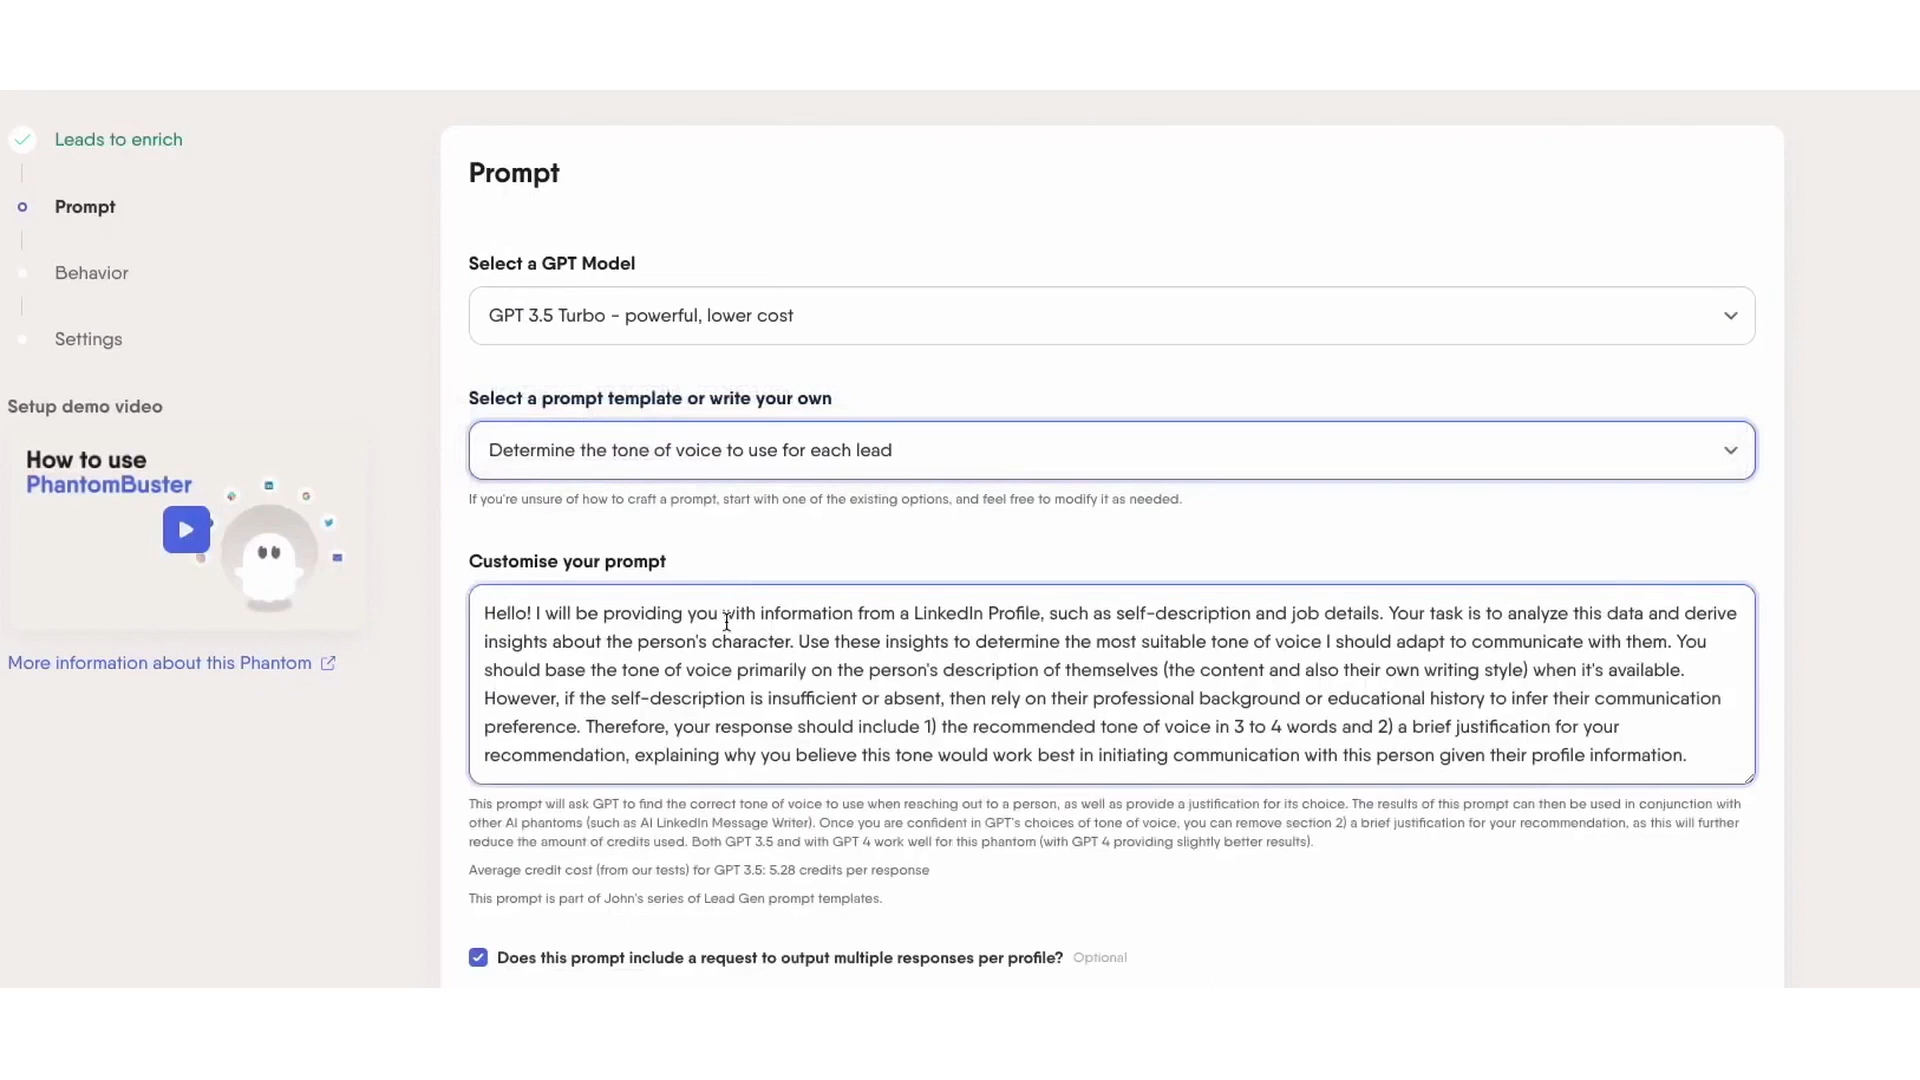 Leads to enrich
Prompt
Behavior
Settings
Setup demo video
How to use
PhantomBuster
More information about this Phantom
Prompt
Select a GPT Model
GPT 3.5 Turbo - powerful, lower cost
Select a prompt template or write your own
Determine the tone of voice to use for each lead
If you're unsure of how to craft a prompt, start with one of the existing options, and feel free to modify it as needed.
Customise your prompt
Hello! I will be providing you with information from a LinkedIn Profile, such as self-description and job details. Your task is to analyze this data and derive
insights about the person's character. Use these insights to determine the most suitable tone of voice I should adapt to communicate with them. You
should base the tone of voice primarily on the person's description of themselves (the content and also their own writing style) when it's available.
However, if the self-description is insufficient or absent, then rely on their professional background or educational history to infer their communication
preference. Therefore, your response should include 1) the recommended tone of voice in 3 to 4 words and 2) a brief justification for your
recommendation, explaining why you believe this tone would work best in initiating communication with this person given their profile information.
This prompt will ask GPT to find the correct tone of voice to use when reaching out to a person, as well as provide a justification for its choice. The results of this prompt can then be used in conjunction with
other AI phantoms (such as AI LinkedIn Message Writer). Once you are confident in GPT's choices of tone of voice, you can remove section 2) a brief justification for your recommendation, as this will further
reduce the amount of credits used. Both GPT 3.5 and with GPT 4 work well for this phantom (with GPT 4 providing slightly better results).
Average credit cost (from our tests) for GPT 3.5: 5.28 credits per response
This prompt is part of John's series of Lead Gen prompt templates.
Does this prompt include a request to output multiple responses per profile? Optional